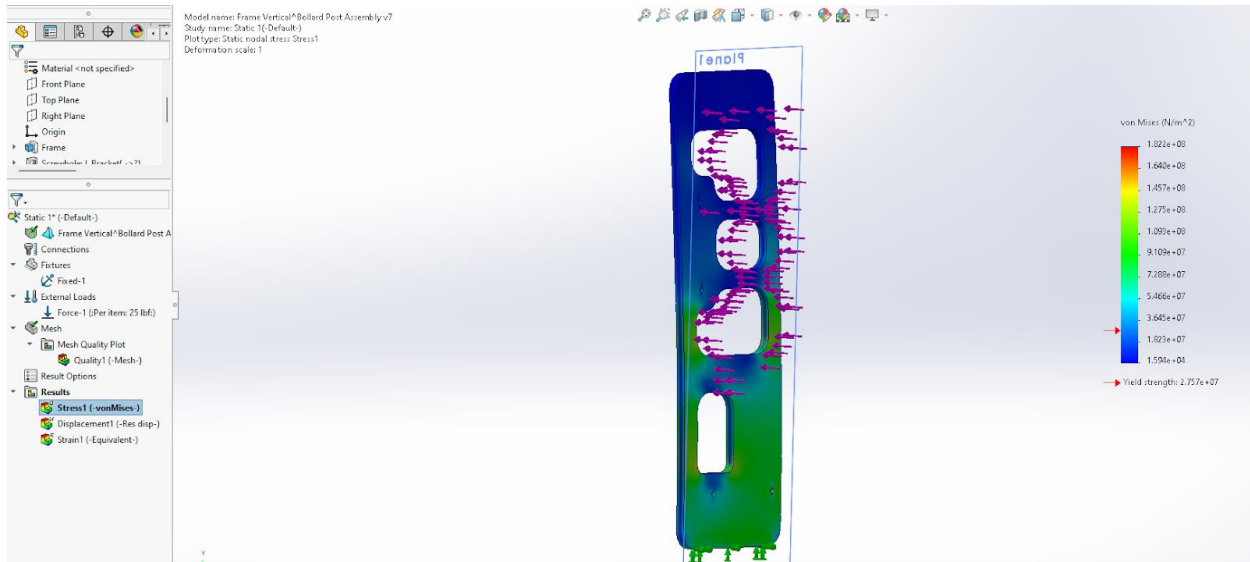 Model name: Frame Vertical^Bollard Post Assembly v7
Study name: Static 1(-Default-)
Plot type: Static nodal stress Stress1
Deformation scale: 1
Material <not specified>
Front Plane
Top Plane
Right Plane
Origin
Frame
Static 1* (-Default-)
Frame Vertical^Bollard Post A
Connections
Fixtures
Fixed-1
External Loads
Force-1 (:Per item: 25 lbf:)
Mesh
Mesh Quality Plot
Quality1 (-Mesh-)
Result Options
Results
Stress1 (-vonMises-)
Displacement1 (-Res disp-)
Strain1 (-Equivalent-)
Plane1
von Mises (N/m^2)
1.822e+08
1.640e+08
1.457e+08
1.275e+08
1.093e+08
9.109e+07
7.288e+07
5.466e+07
3.645e+07
1.823e+07
1.594e+04
Yield strength: 2.757e+07
Y